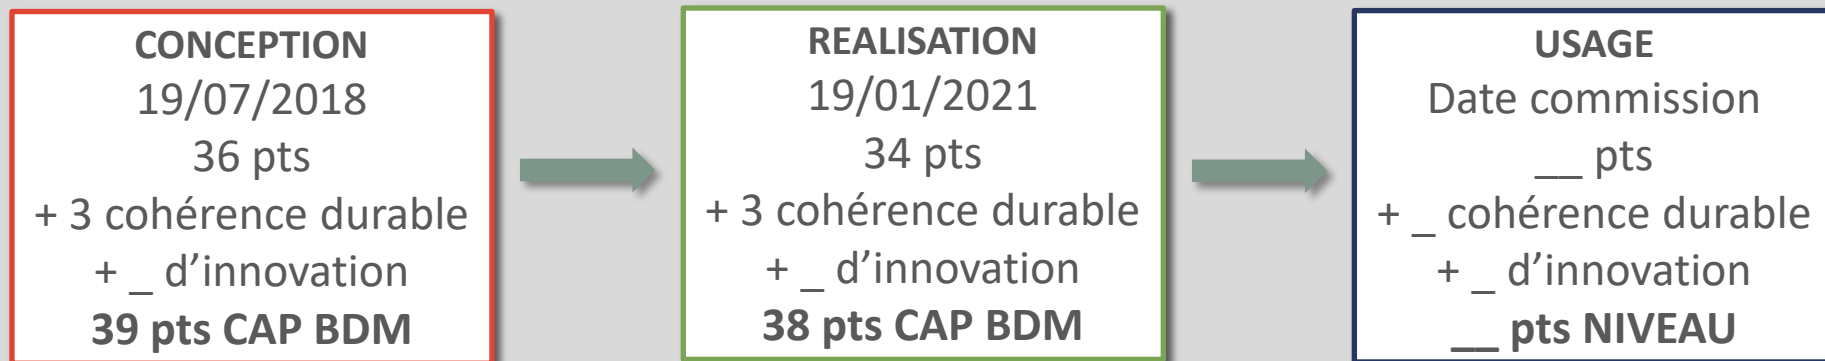 CONCEPTION
19/07/2018
36 pts
+ 3 cohérence durable
+ _ d’innovation
39 pts CAP BDM
REALISATION
19/01/2021
34 pts
+ 3 cohérence durable
+ _ d’innovation
38 pts CAP BDM
USAGE
Date commission
__ pts
+ _ cohérence durable
+ _ d’innovation
__ pts NIVEAU